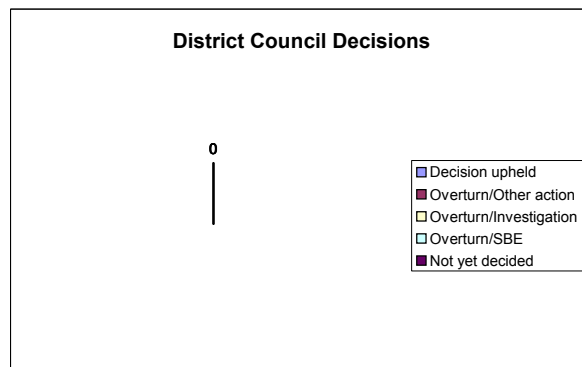 District Council Decisions
0
Decision upheld
Overturn/Other action
Overturn/Investigation
Overturn/SBE
Not yet decided